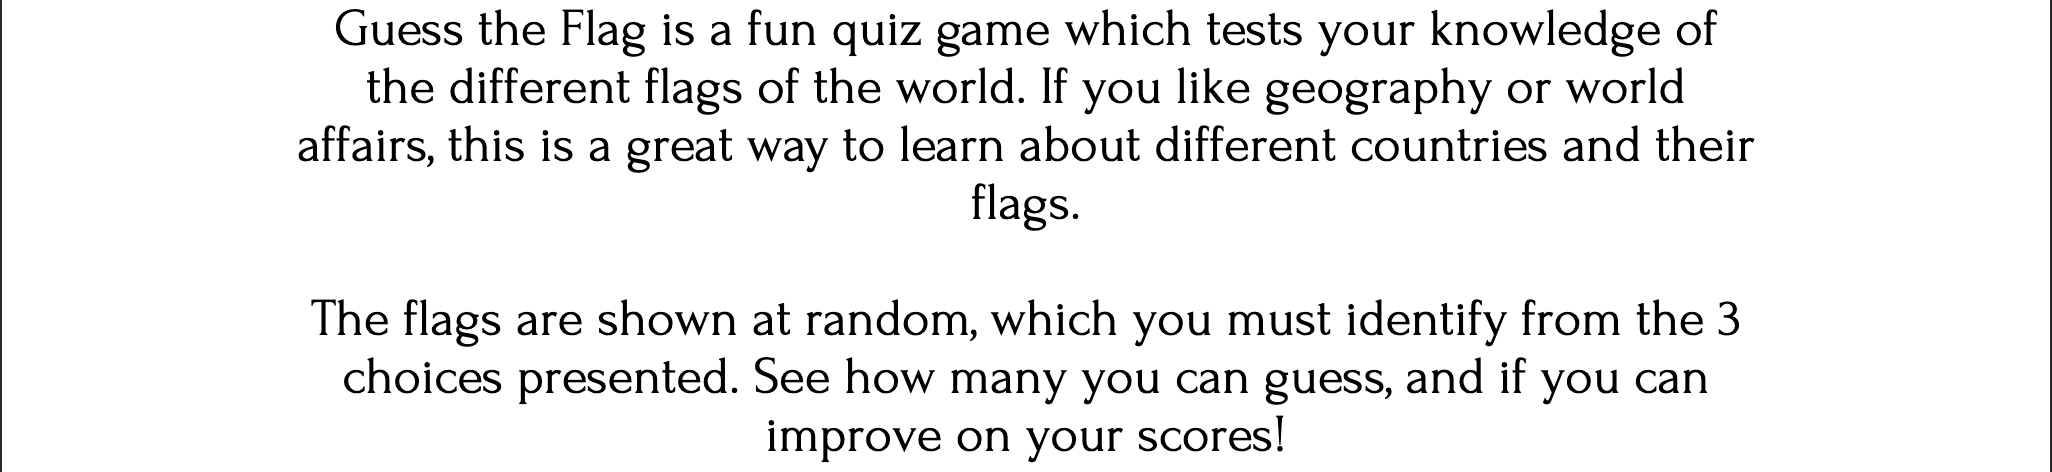 Guess the Flag is a fun quiz game which tests your knowledge of
the different flags of the world. If you like geography or world
affairs, this is a great way to learn about different countries and their
flags.
The flags are shown at random, which you must identify from the 3
choices presented. See how many you can guess, and if you can
improve on your scores!